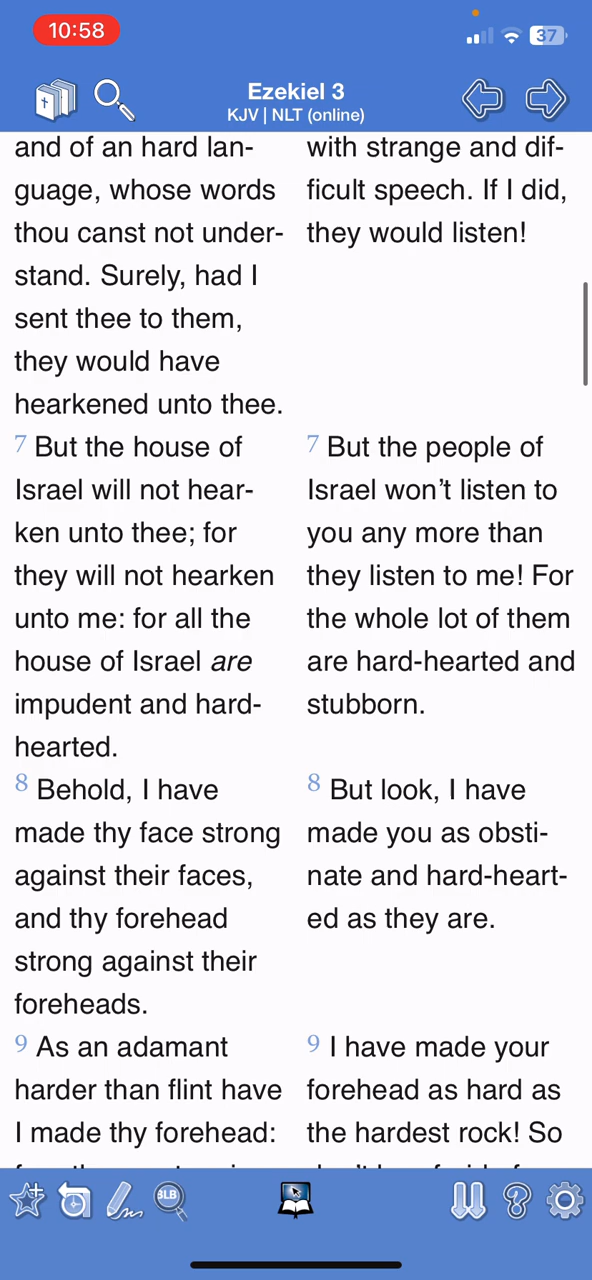 10:58
37
Ezekiel 3
KJV | NLT (online)
and of an hard lan-
guage, whose words
thou canst not under-
stand. Surely, had I
sent thee to them,
they would have
hearkened unto thee.
7 But the house of
Israel will not hear-
ken unto thee; for
they will not hearken
unto me: for all the
house of Israel are
impudent and hard-
hearted.
8 Behold, I have
made thy face strong
against their faces,
and thy forehead
strong against their
foreheads.
9 As an adamant
harder than flint have
I made thy forehead:
with strange and dif-
ficult speech. If I did,
they would listen!
7 But the people of
Israel won’t listen to
you any more than
they listen to me! For
the whole lot of them
are hard-hearted and
stubborn.
8 But look, I have
made you as obsti-
nate and hard-heart-
ed as they are.
9 I have made your
forehead as hard as
the hardest rock! So
BLB